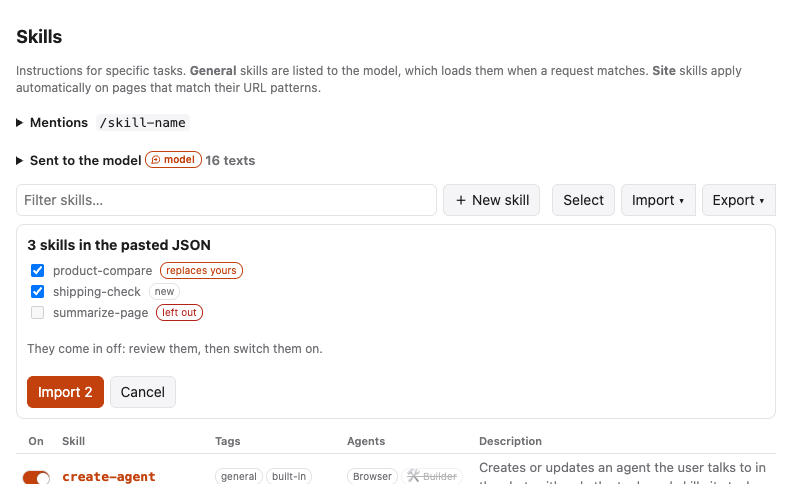 Skills
Instructions for specific tasks. General skills are listed to the model, which loads them when a request matches. Site skills apply
automatically on pages that match their URL patterns.
▶ Mentions /skill-name
▶ Sent to the model model 16 texts
Filter skills...
+ New skill
Select
Import ▾
Export ▾
3 skills in the pasted JSON
product-compare replaces yours
shipping-check new
summarize-page left out
They come in off: review them, then switch them on.
Import 2
Cancel
On Skill Tags Agents Description
create-agent general built-in Browser 🛠 Builder Creates or updates an agent the user talks to in